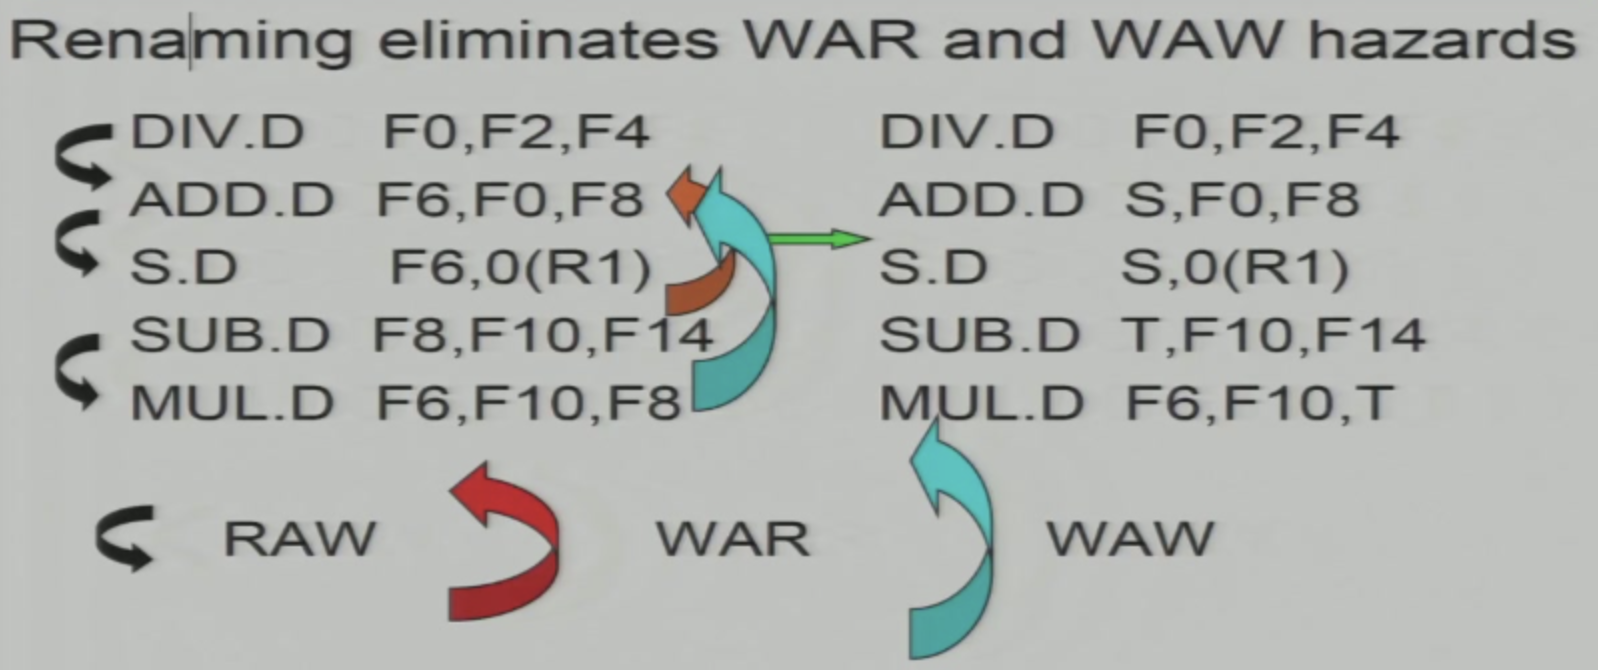 Renaming eliminates WAR and WAW hazards
DIV.D F0,F2,F4
ADD.D F6,F0,F8
S.D F6,0(R1)
SUB.D F8,F10,F14
MUL.D F6,F10,F8
DIV.D F0,F2,F4
ADD.D S,F0,F8
S.D S,0(R1)
SUB.D T,F10,F14
MUL.D F6,F10,T
RAW WAR WAW